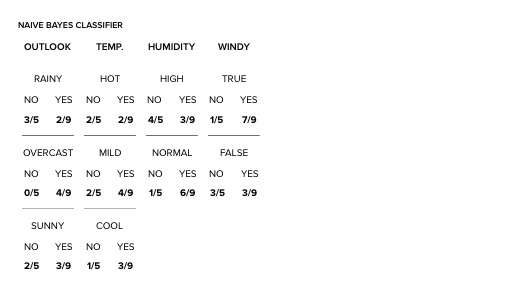 NAIVE BAYES CLASSIFIER
OUTLOOK TEMP. HUMIDITY WINDY
RAINY HOT HIGH TRUE
NO YES NO YES NO YES NO YES
3/5 2/9 2/5 2/9 4/5 3/9 1/5 7/9
OVERCAST MILD NORMAL FALSE
NO YES NO YES NO YES NO YES
0/5 4/9 2/5 4/9 1/5 6/9 3/5 3/9
SUNNY COOL
NO YES NO YES
2/5 3/9 1/5 3/9